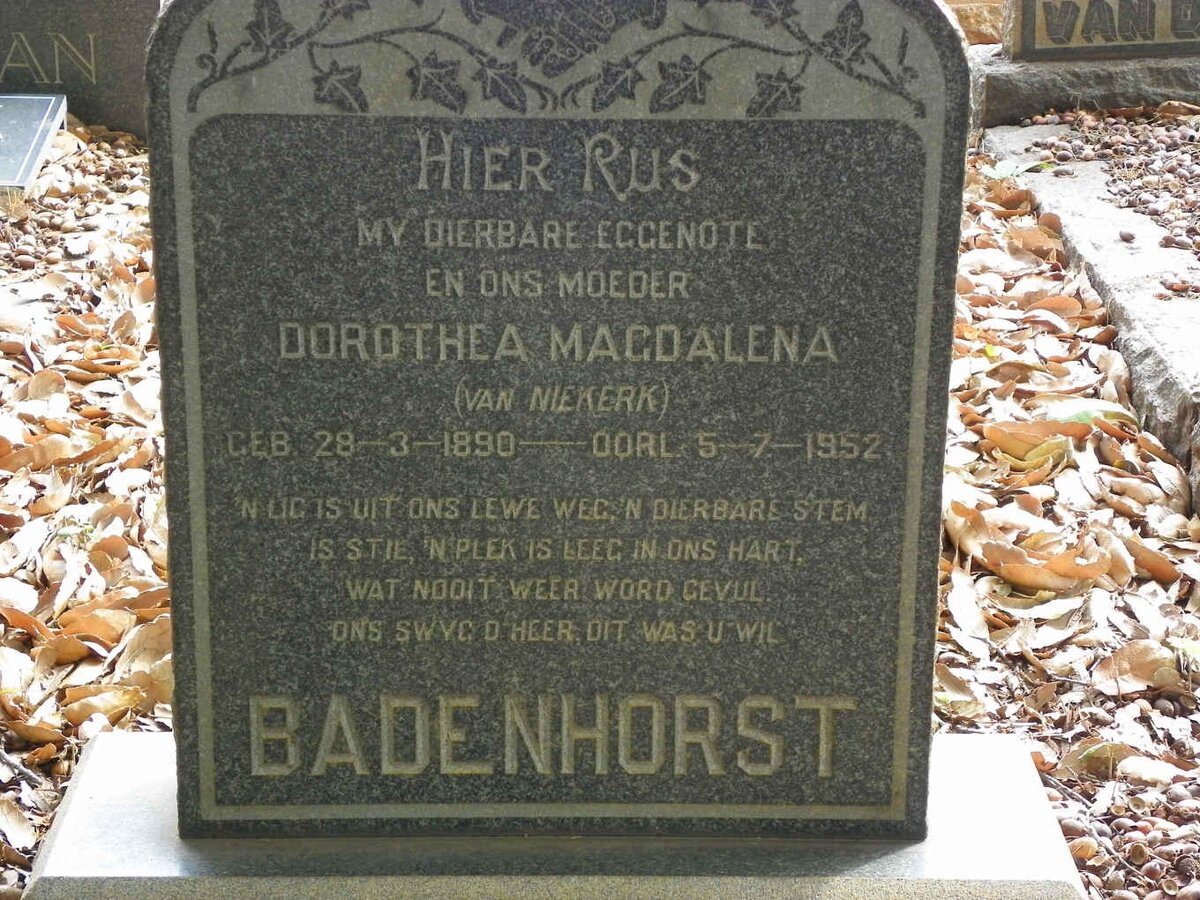 AN
VAN D
HIER RUS
MY DIERBARE EGGENOTE
EN ONS MOEDER
DOROTHEA MAGDALENA
(VAN NIEKERK)
GEB. 28-3-1890 — OORL. 5-7-1952
'N LIG IS UIT ONS LEWE WEG, 'N DIERBARE STEM
IS STIL, 'N PLEK IS LEEG IN ONS HART,
WAT NOOIT WEER WORD GEVUL
ONS SWYG O HEER, DIT WAS U WIL
BADENHORST